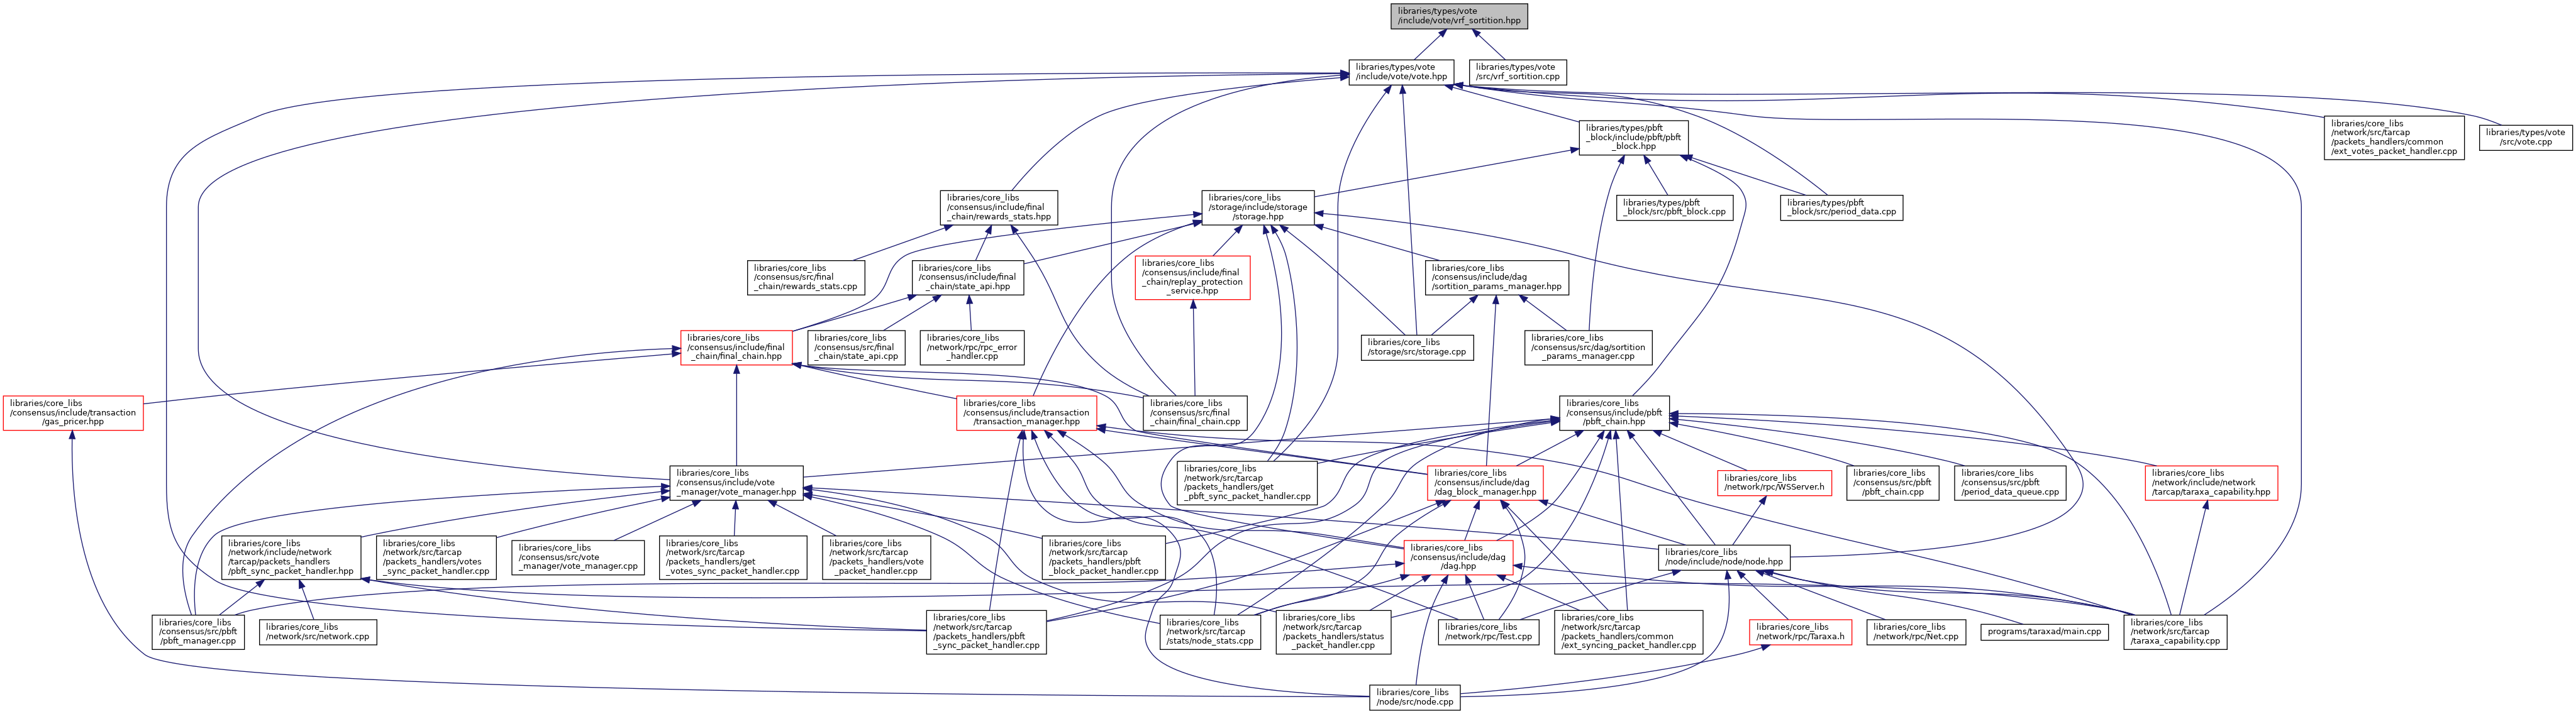 libraries/types/vote
/include/vote/vrf_sortition.hpp
libraries/types/vote
/include/vote/vote.hpp
libraries/types/vote
/src/vrf_sortition.cpp
libraries/types/pbft
_block/include/pbft/pbft
_block.hpp
libraries/core_libs
/network/src/tarcap
/packets_handlers/common
/ext_votes_packet_handler.cpp
libraries/types/vote
/src/vote.cpp
libraries/core_libs
/consensus/include/final
_chain/rewards_stats.hpp
libraries/core_libs
/storage/include/storage
/storage.hpp
libraries/types/pbft
_block/src/pbft_block.cpp
libraries/types/pbft
_block/src/period_data.cpp
libraries/core_libs
/consensus/src/final
_chain/rewards_stats.cpp
libraries/core_libs
/consensus/include/final
_chain/state_api.hpp
libraries/core_libs
/consensus/include/final
_chain/replay_protection
_service.hpp
libraries/core_libs
/consensus/include/dag
/sortition_params_manager.hpp
libraries/core_libs
/consensus/include/final
_chain/final_chain.hpp
libraries/core_libs
/consensus/src/final
_chain/state_api.cpp
libraries/core_libs
/network/rpc/rpc_error
_handler.cpp
libraries/core_libs
/storage/src/storage.cpp
libraries/core_libs
/consensus/src/dag/sortition
_params_manager.cpp
libraries/core_libs
/consensus/include/transaction
/gas_pricer.hpp
libraries/core_libs
/consensus/include/transaction
/transaction_manager.hpp
libraries/core_libs
/consensus/src/final
_chain/final_chain.cpp
libraries/core_libs
/consensus/include/pbft
/pbft_chain.hpp
libraries/core_libs
/consensus/include/vote
_manager/vote_manager.hpp
libraries/core_libs
/network/src/tarcap
/packets_handlers/get
_pbft_sync_packet_handler.cpp
libraries/core_libs
/consensus/include/dag
/dag_block_manager.hpp
libraries/core_libs
/network/rpc/WSServer.h
libraries/core_libs
/consensus/src/pbft
/pbft_chain.cpp
libraries/core_libs
/consensus/src/pbft
/period_data_queue.cpp
libraries/core_libs
/network/include/network
/tarcap/taraxa_capability.hpp
libraries/core_libs
/network/include/network
/tarcap/packets_handlers
/pbft_sync_packet_handler.hpp
libraries/core_libs
/network/src/tarcap
/packets_handlers/votes
_sync_packet_handler.cpp
libraries/core_libs
/consensus/src/vote
_manager/vote_manager.cpp
libraries/core_libs
/network/src/tarcap
/packets_handlers/get
_votes_sync_packet_handler.cpp
libraries/core_libs
/network/src/tarcap
/packets_handlers/vote
_packet_handler.cpp
libraries/core_libs
/network/src/tarcap
/packets_handlers/pbft
_block_packet_handler.cpp
libraries/core_libs
/consensus/include/dag
/dag.hpp
libraries/core_libs
/node/include/node/node.hpp
libraries/core_libs
/consensus/src/pbft
/pbft_manager.cpp
libraries/core_libs
/network/src/network.cpp
libraries/core_libs
/network/src/tarcap
/packets_handlers/pbft
_sync_packet_handler.cpp
libraries/core_libs
/network/src/tarcap
/stats/node_stats.cpp
libraries/core_libs
/network/src/tarcap
/packets_handlers/status
_packet_handler.cpp
libraries/core_libs
/network/rpc/Test.cpp
libraries/core_libs
/network/src/tarcap
/packets_handlers/common
/ext_syncing_packet_handler.cpp
libraries/core_libs
/network/rpc/Taraxa.h
libraries/core_libs
/network/rpc/Net.cpp
programs/taraxad/main.cpp
libraries/core_libs
/network/src/tarcap
/taraxa_capability.cpp
libraries/core_libs
/node/src/node.cpp